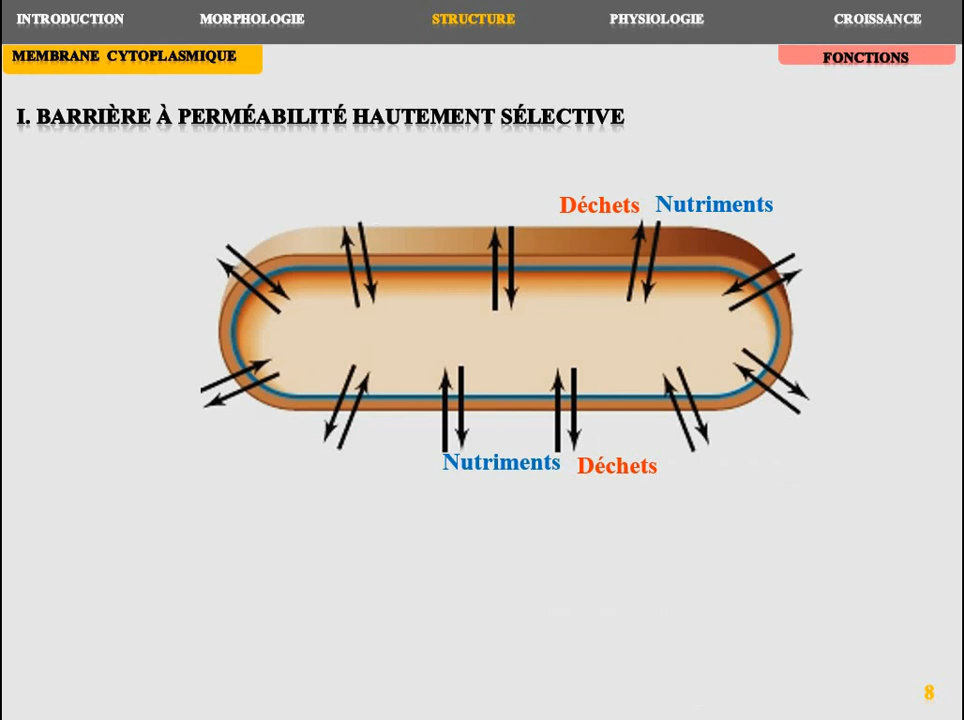 INTRODUCTION MORPHOLOGIE STRUCTURE PHYSIOLOGIE CROISSANCE
MEMBRANE CYTOPLASMIQUE FONCTIONS
I. BARRIÈRE À PERMÉABILITÉ HAUTEMENT SÉLECTIVE
Déchets Nutriments
Nutriments Déchets
8